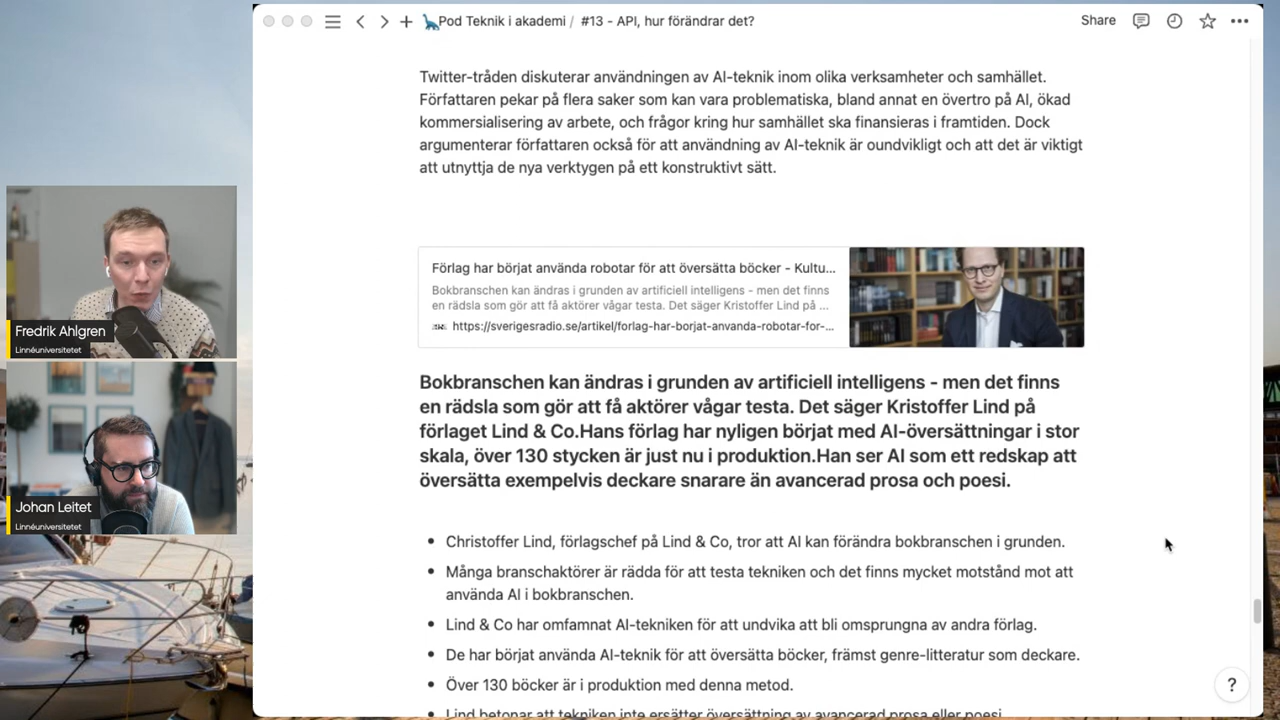 Pod Teknik i akademi / #13 - API, hur förändrar det?
Share
Twitter-tråden diskuterar användningen av AI-teknik inom olika verksamheter och samhället.
Författaren pekar på flera saker som kan vara problematiska, bland annat en övertro på AI, ökad
kommersialisering av arbete, och frågor kring hur samhället ska finansieras i framtiden. Dock
argumenterar författaren också för att användning av AI-teknik är oundvikligt och att det är viktigt
att utnyttja de nya verktygen på ett konstruktivt sätt.
Förlag har börjat använda robotar för att översätta böcker - Kultu...
Bokbranschen kan ändras i grunden av artificiell intelligens - men det finns
en rädsla som gör att få aktörer vågar testa. Det säger Kristoffer Lind på ...
https://sverigesradio.se/artikel/forlag-har-borjat-anvanda-robotar-for-...
Bokbranschen kan ändras i grunden av artificiell intelligens - men det finns
en rädsla som gör att få aktörer vågar testa. Det säger Kristoffer Lind på
förlaget Lind & Co.Hans förlag har nyligen börjat med AI-översättningar i stor
skala, över 130 stycken är just nu i produktion.Han ser AI som ett redskap att
översätta exempelvis deckare snarare än avancerad prosa och poesi.
• Christoffer Lind, förlagschef på Lind & Co, tror att AI kan förändra bokbranschen i grunden.
• Många branschaktörer är rädda för att testa tekniken och det finns mycket motstånd mot att
använda AI i bokbranschen.
• Lind & Co har omfamnat AI-tekniken för att undvika att bli omsprungna av andra förlag.
• De har börjat använda AI-teknik för att översätta böcker, främst genre-litteratur som deckare.
• Över 130 böcker är i produktion med denna metod.
• Lind betonar att tekniken inte ersätter översättning av avancerad prosa eller poesi
?
Fredrik Ahlgren
Linnéuniversitetet
Johan Leitet
Linnéuniversitetet